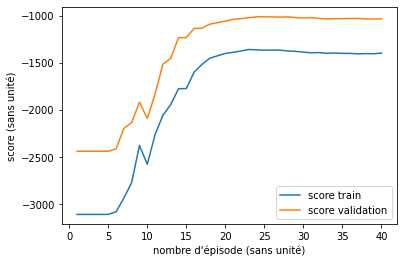 −1000
−1500
−2000
−2500
−3000
score (sans unité)
score train
score validation
0 5 10 15 20 25 30 35 40
nombre d'épisode (sans unité)